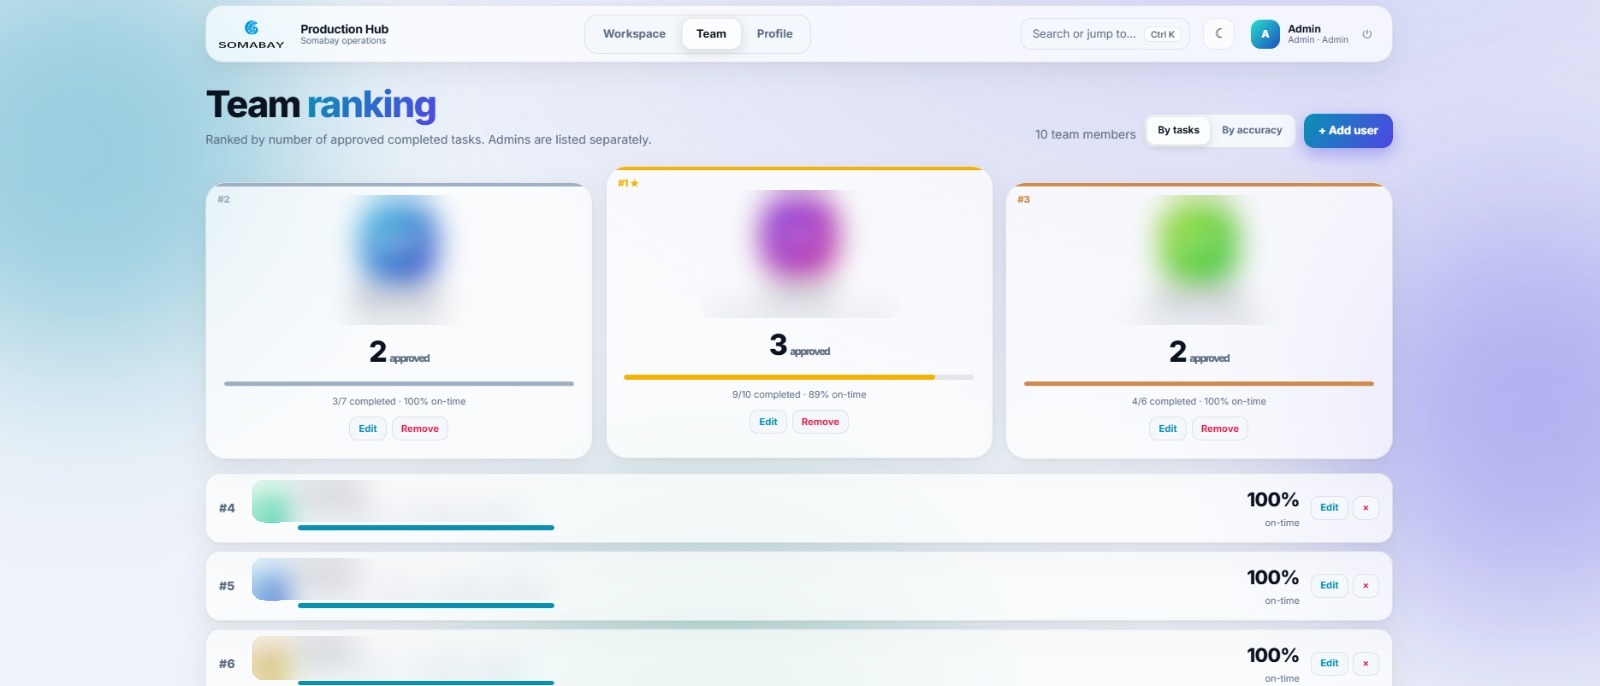 SOMABAY
Production Hub
Somabay operations
Workspace
Team
Profile
Search or jump to...
Ctrl K
A
Admin
Admin · Admin
Team ranking
Ranked by number of approved completed tasks. Admins are listed separately.
10 team members
By tasks
By accuracy
+ Add user
#2
2 approved
3/7 completed · 100% on-time
Edit
Remove
#1 ★
3 approved
9/10 completed · 89% on-time
Edit
Remove
#3
2 approved
4/6 completed · 100% on-time
Edit
Remove
#4
100%
on-time
Edit
×
#5
100%
on-time
Edit
×
#6
100%
on-time
Edit
×